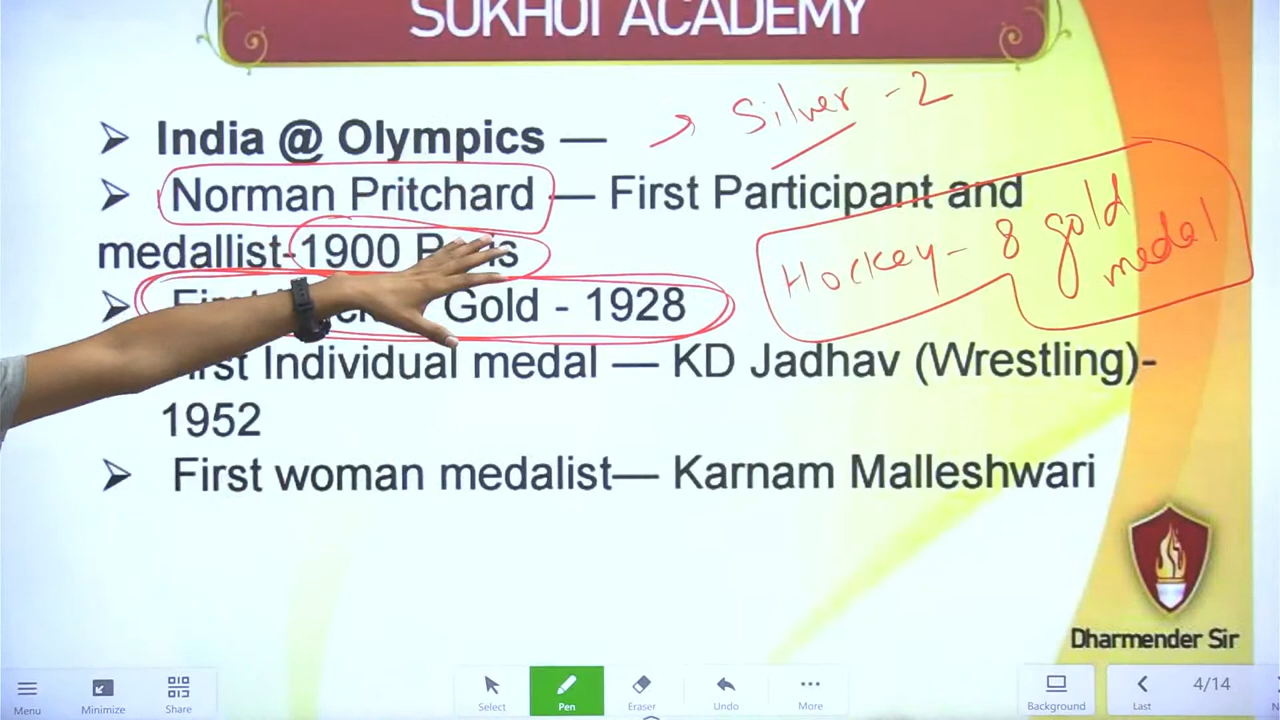 SUKHOI ACADEMY
➢ India @ Olympics —
→ Silver - 2
➢ Norman Pritchard — First Participant and
medallist-1900
Hockey - 8 gold
medal
➢ Gold - 1928
First Individual medal — KD Jadhav (Wrestling)-
1952
➢ First woman medalist— Karnam Malleshwari
Dharmender Sir
Menu
Minimize
Share
Select
Pen
Eraser
Undo
More
Background
Last
4/14